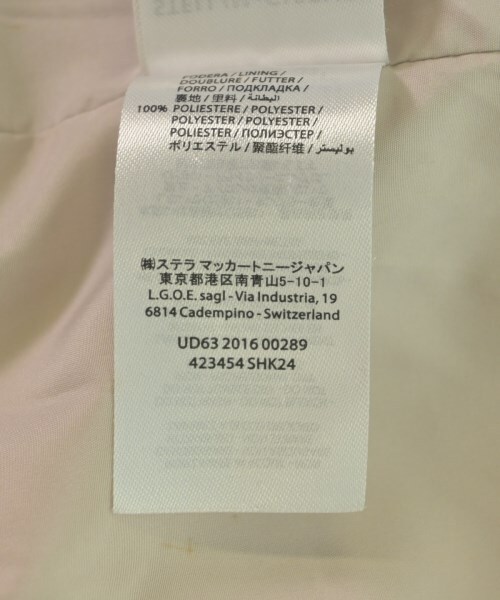 FODERA / LINING /
DOUBLURE / FUTTER /
FORRO / ПОДКЛАДКА /
裏地 / 里料 / البطانة /
100% POLIESTERE / POLYESTER /
POLYESTER / POLYESTER /
POLIESTER / ПОЛИЭСТЕР /
ポリエステル / 聚酯纤维 / بوليستر
㈱ステラ マッカートニージャパン
東京都港区南青山5-10-1
L.G.O.E. sagl - Via Industria, 19
6814 Cadempino - Switzerland
UD63 2016 00289
423454 SHK24